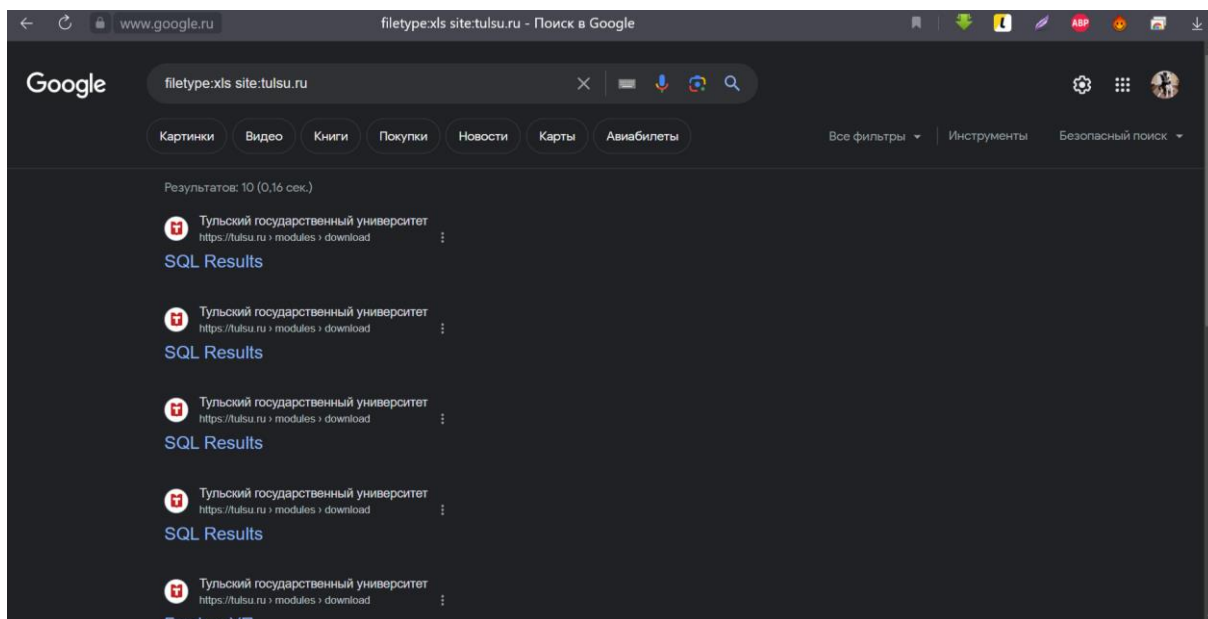 www.google.ru
filetype:xls site:tulsu.ru - Поиск в Google
ABP
Google
filetype:xls site:tulsu.ru
Картинки Видео Книги Покупки Новости Карты Авиабилеты
Все фильтры Инструменты Безопасный поиск
Результатов: 10 (0,16 сек.)
Тульский государственный университет
https://tulsu.ru › modules › download
SQL Results
Тульский государственный университет
https://tulsu.ru › modules › download
SQL Results
Тульский государственный университет
https://tulsu.ru › modules › download
SQL Results
Тульский государственный университет
https://tulsu.ru › modules › download
SQL Results
Тульский государственный университет
https://tulsu.ru › modules › download